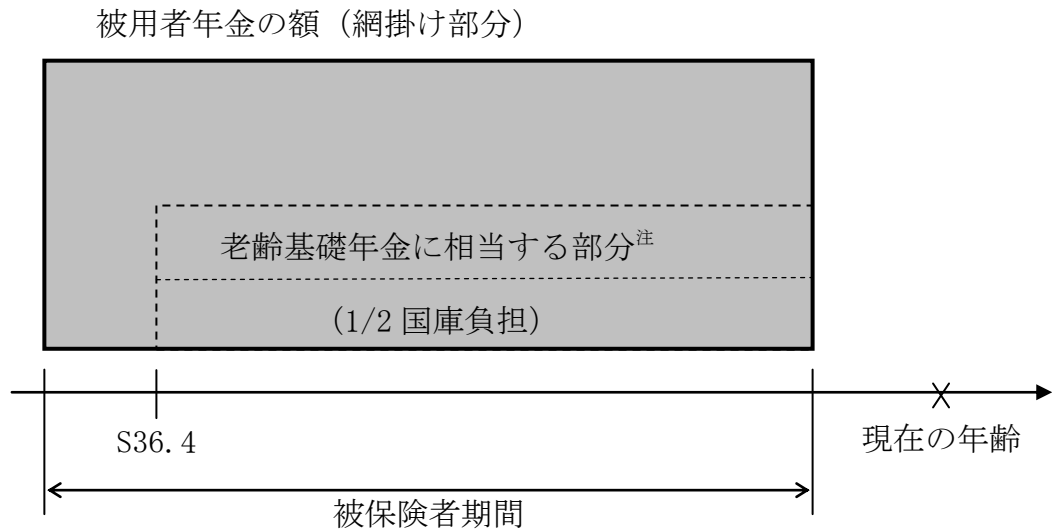 被用者年金の額（網掛け部分）
老齢基礎年金に相当する部分注
(1/2 国庫負担)
S36.4
現在の年齢
被保険者期間